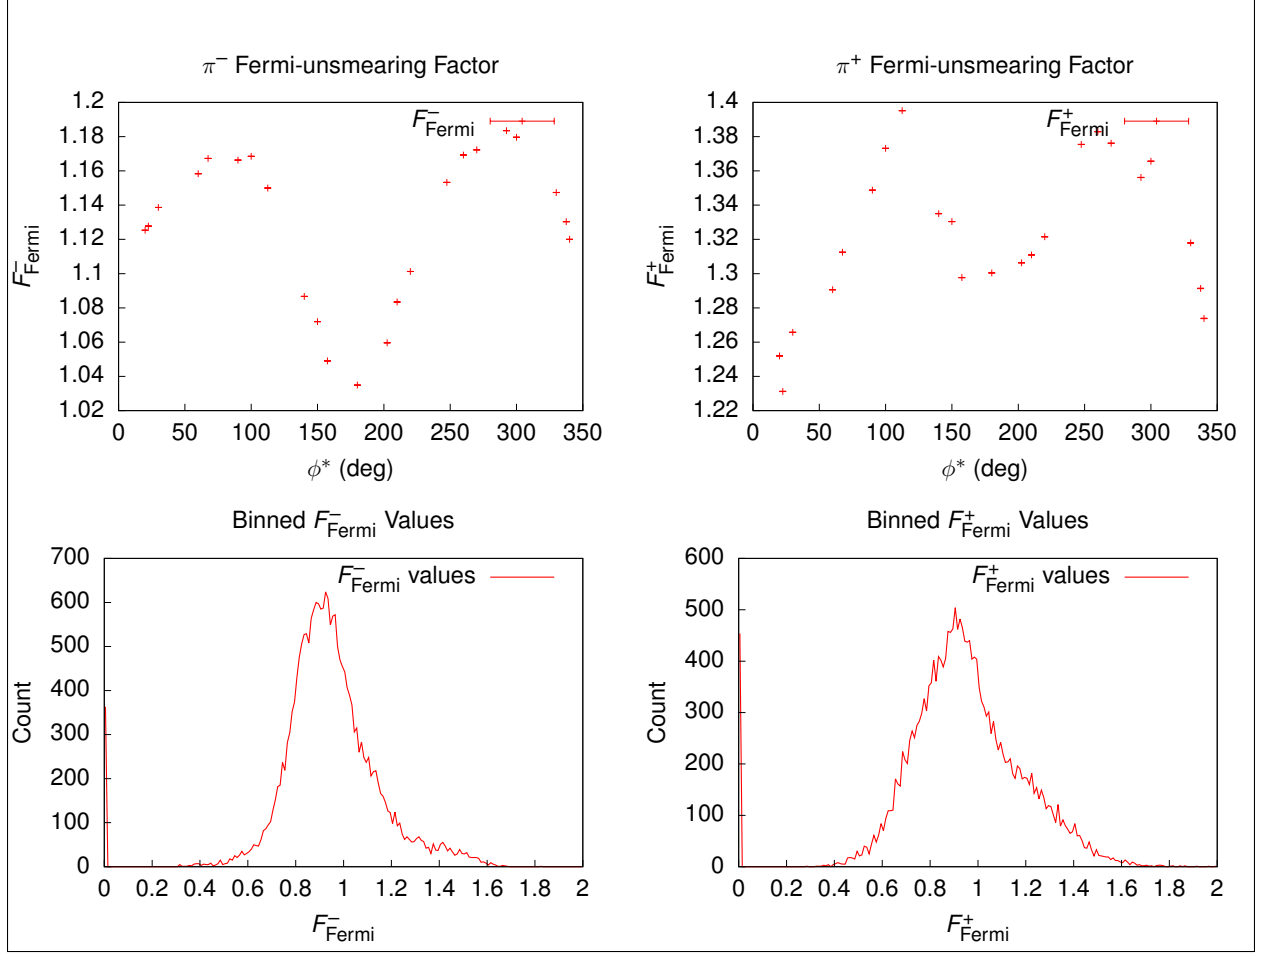 π− Fermi-unsmearing Factor
F−Fermi
1.2
1.18
1.16
1.14
1.12
1.1
1.08
1.06
1.04
1.02
F−Fermi
0 50 100 150 200 250 300 350
ϕ* (deg)
π+ Fermi-unsmearing Factor
F+Fermi
1.4
1.38
1.36
1.34
1.32
1.3
1.28
1.26
1.24
1.22
F+Fermi
0 50 100 150 200 250 300 350
ϕ* (deg)
Binned F−Fermi Values
F−Fermi values
700
600
500
400
300
200
100
0
Count
0 0.2 0.4 0.6 0.8 1 1.2 1.4 1.6 1.8 2
F−Fermi
Binned F+Fermi Values
F+Fermi values
600
500
400
300
200
100
0
Count
0 0.2 0.4 0.6 0.8 1 1.2 1.4 1.6 1.8 2
F+Fermi